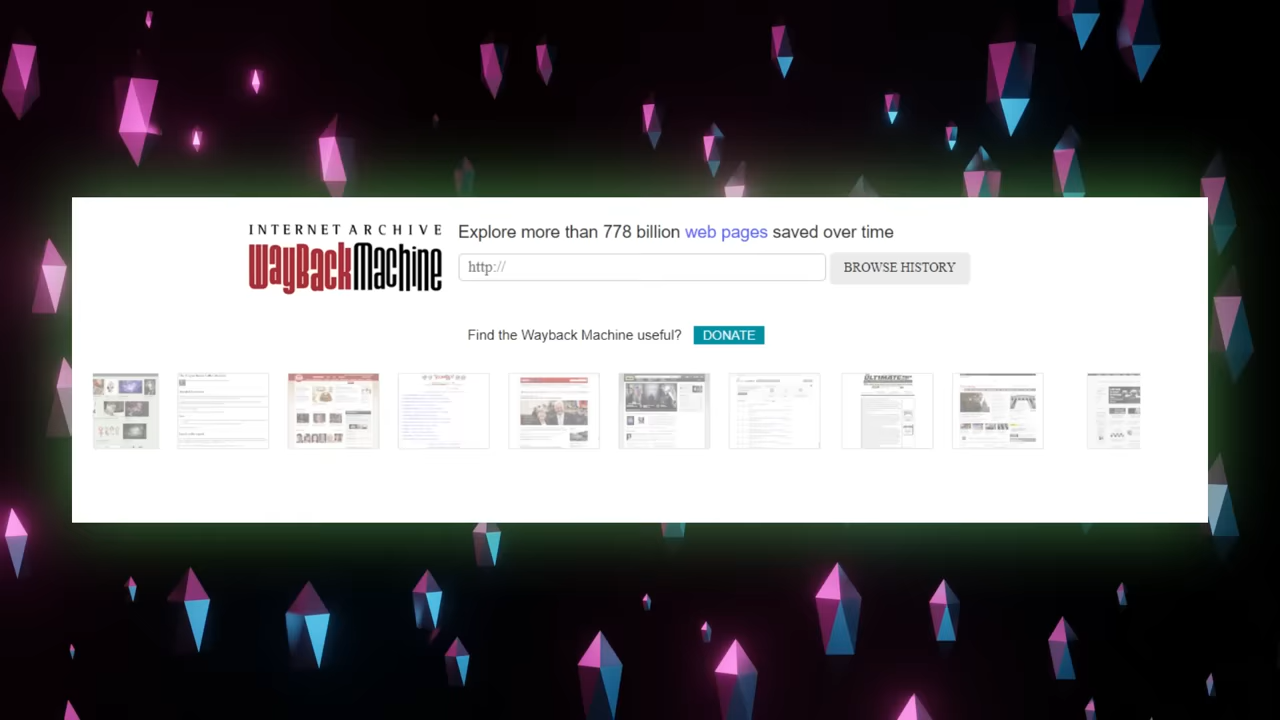 INTERNET ARCHIVE
WayBackMachine
Explore more than 778 billion web pages saved over time
http://
BROWSE HISTORY
Find the Wayback Machine useful?
DONATE